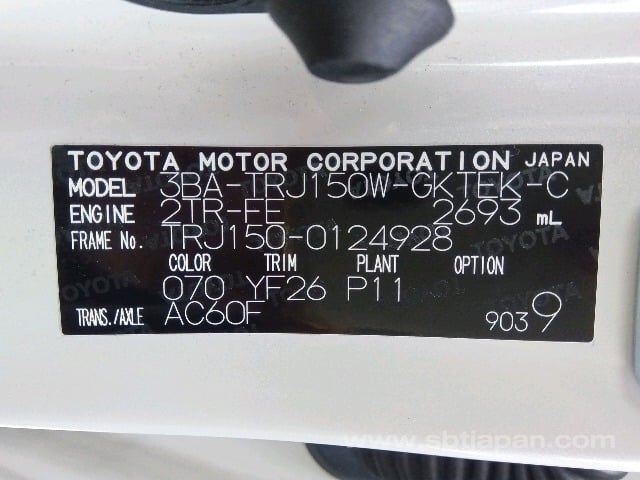 TOYOTA MOTOR CORPORATION JAPAN
MODEL 3BA-TRJ150W-GKTEK-C
ENGINE 2TR-FE 2693 mL
FRAME No. TRJ150-0124928
COLOR TRIM PLANT OPTION
070 YF26 P11
TRANS./AXLE AC60F 9039
www.sbtjapan.com